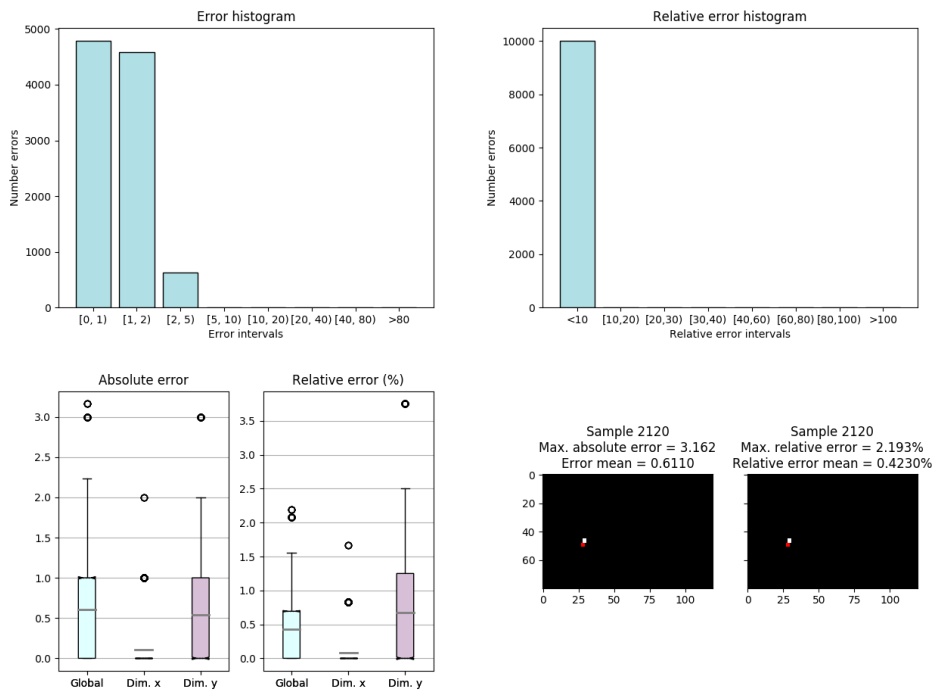 Error histogram
Number errors
5000
4000
3000
2000
1000
0
[0, 1) [1, 2) [2, 5) [5, 10) [10, 20) [20, 40) [40, 80) >80
Error intervals
Relative error histogram
Number errors
10000
8000
6000
4000
2000
0
<10 [10,20) [20,30) [30,40) [40,60) [60,80) [80,100) >100
Relative error intervals
Absolute error
3.0
2.5
2.0
1.5
1.0
0.5
0.0
Global Dim. x Dim. y
Relative error (%)
3.5
3.0
2.5
2.0
1.5
1.0
0.5
0.0
Global Dim. x Dim. y
Sample 2120
Max. absolute error = 3.162
Error mean = 0.6110
0
20
40
60
0 25 50 75 100
Sample 2120
Max. relative error = 2.193%
Relative error mean = 0.4230%
0 25 50 75 100